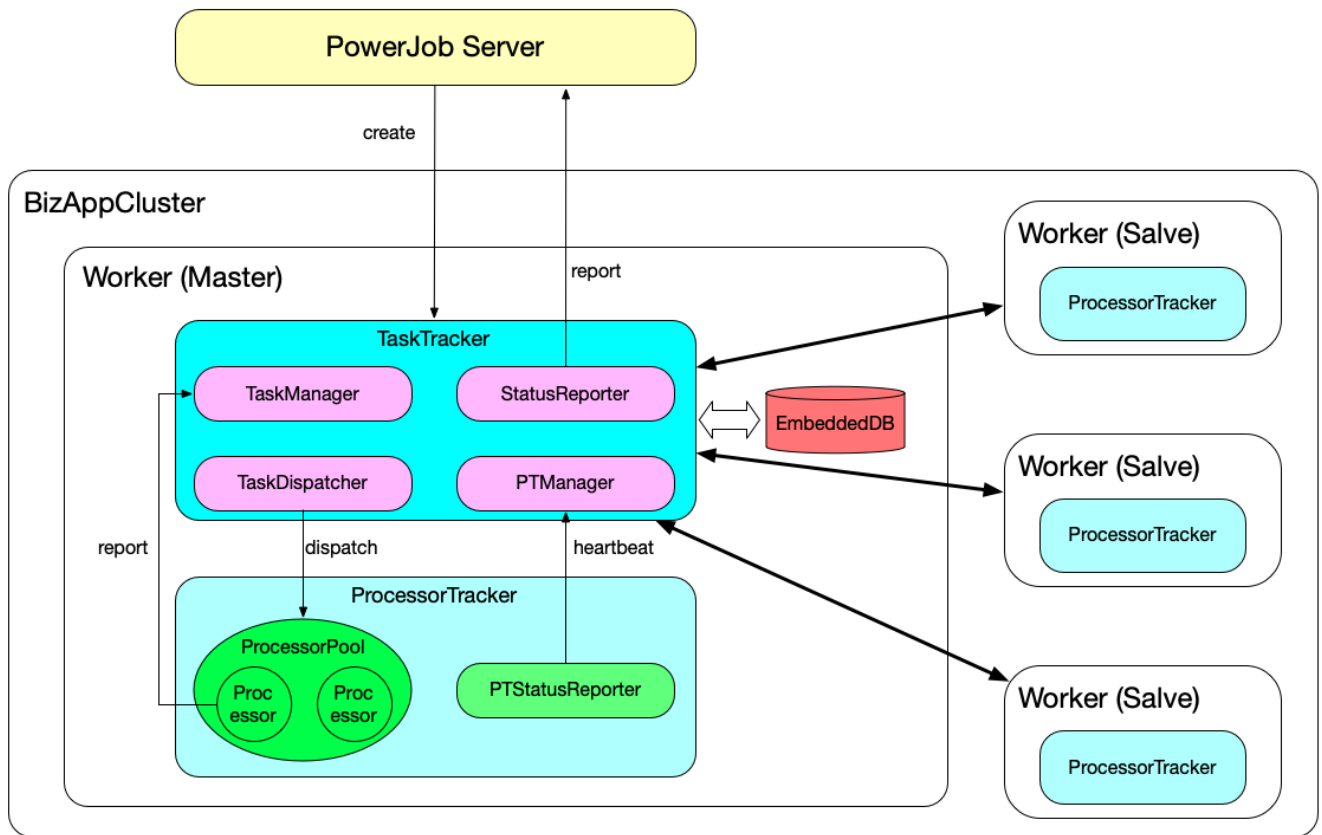 PowerJob Server
create
BizAppCluster
Worker (Salve)
ProcessorTracker
Worker (Master)
report
TaskTracker
TaskManager
StatusReporter
EmbeddedDB
TaskDispatcher
PTManager
Worker (Salve)
ProcessorTracker
report
dispatch
heartbeat
ProcessorTracker
ProcessorPool
Proc
essor
Proc
essor
PTStatusReporter
Worker (Salve)
ProcessorTracker